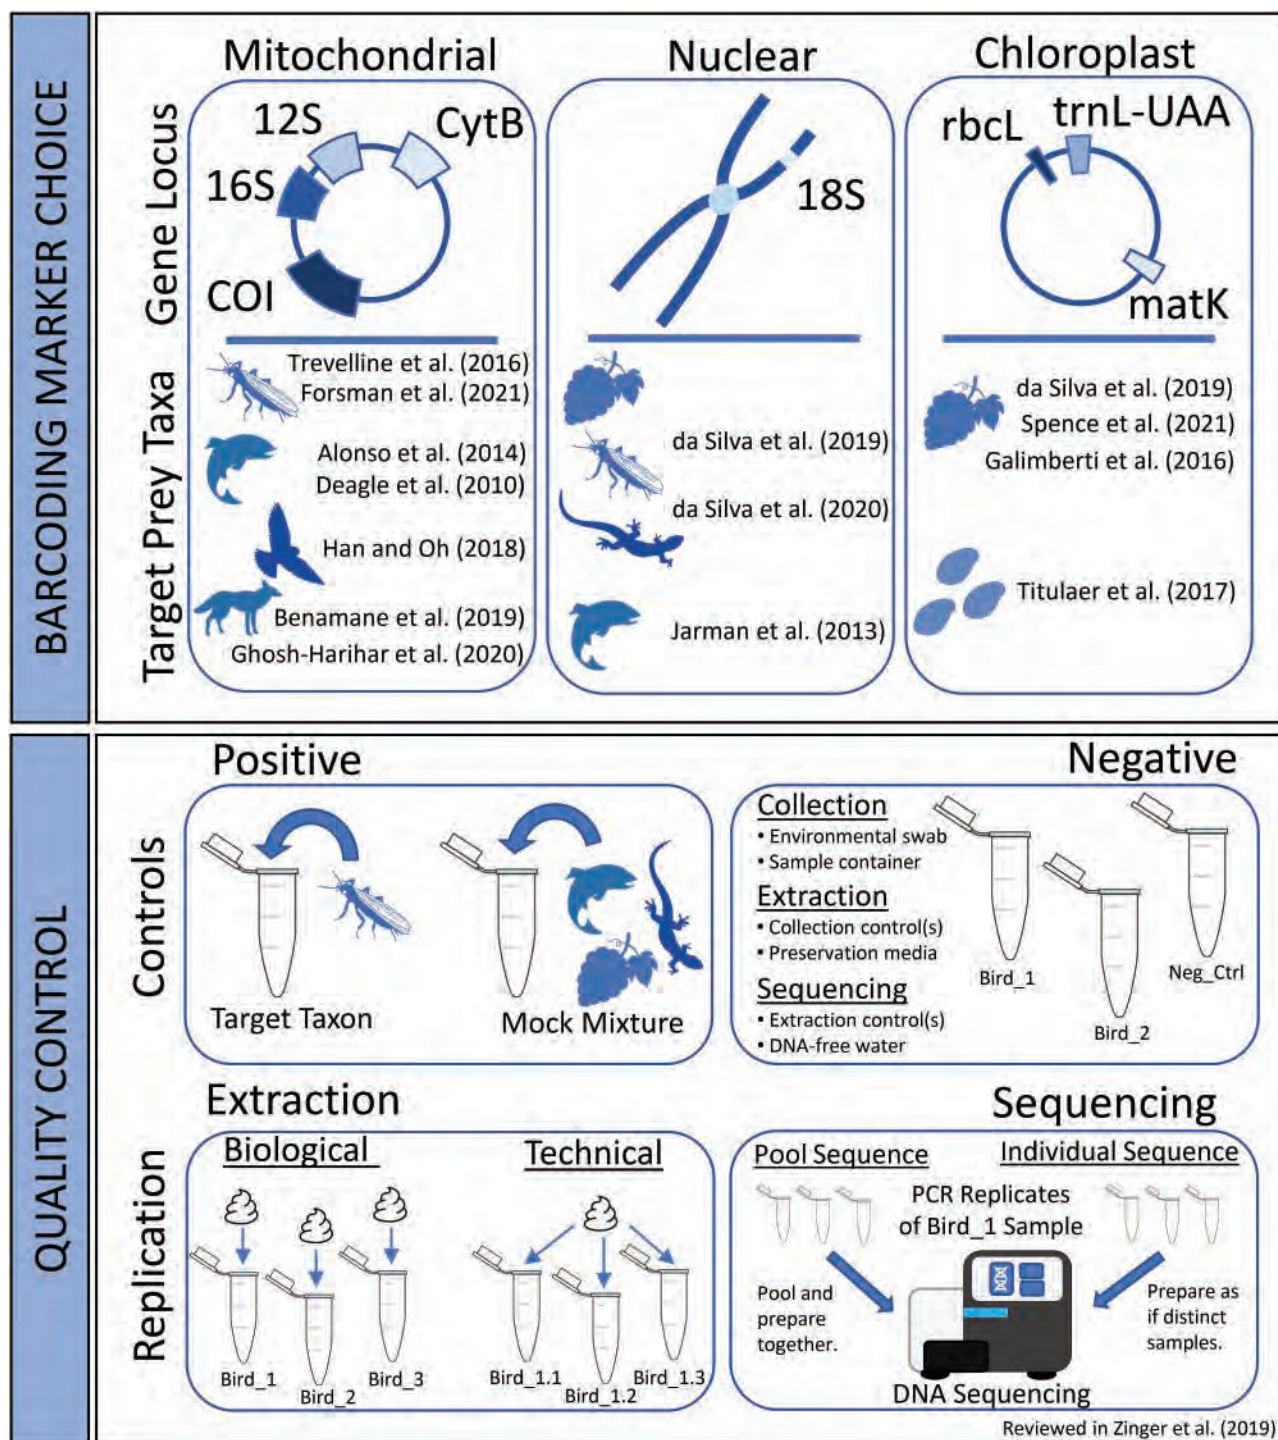 BARCODING MARKER CHOICE
Gene Locus
Target Prey Taxa
Mitochondrial
12S
CytB
16S
COI
Trevelline et al. (2016)
Forsman et al. (2021)
Alonso et al. (2014)
Deagle et al. (2010)
Han and Oh (2018)
Benamane et al. (2019)
Ghosh-Harihar et al. (2020)
Nuclear
18S
da Silva et al. (2019)
da Silva et al. (2020)
Jarman et al. (2013)
Chloroplast
rbcL
trnL-UAA
matK
da Silva et al. (2019)
Spence et al. (2021)
Galimberti et al. (2016)
Titulaer et al. (2017)
QUALITY CONTROL
Controls
Positive
Target Taxon
Mock Mixture
Negative
Collection
• Environmental swab
• Sample container
Extraction
• Collection control(s)
• Preservation media
Sequencing
• Extraction control(s)
• DNA-free water
Bird_1
Bird_2
Neg_Ctrl
Replication
Extraction
Biological
Bird_1
Bird_2
Bird_3
Technical
Bird_1.1
Bird_1.2
Bird_1.3
Sequencing
Pool Sequence
Individual Sequence
PCR Replicates
of Bird_1 Sample
Pool and
prepare
together.
Prepare as
if distinct
samples.
DNA Sequencing
Reviewed in Zinger et al. (2019)